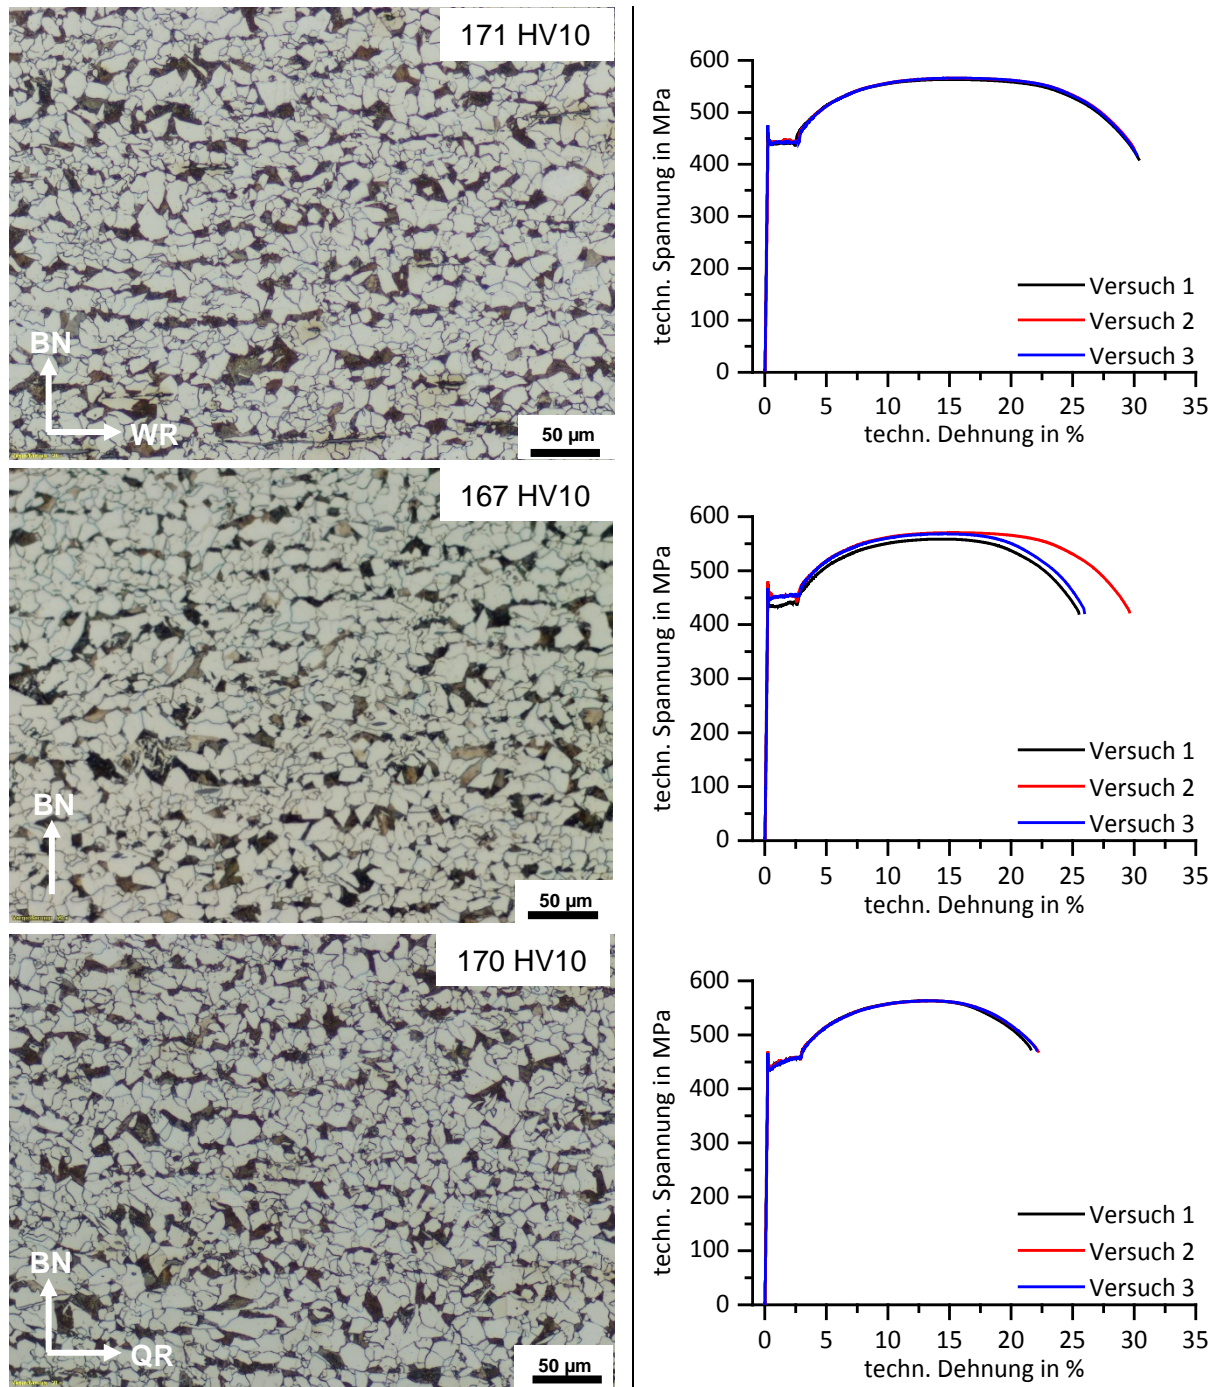 171 HV10
BN
WR
50 µm
600
500
400
300
200
100
0
0 5 10 15 20 25 30 35
techn. Spannung in MPa
techn. Dehnung in %
Versuch 1
Versuch 2
Versuch 3
167 HV10
BN
50 µm
600
500
400
300
200
100
0
0 5 10 15 20 25 30 35
techn. Spannung in MPa
techn. Dehnung in %
Versuch 1
Versuch 2
Versuch 3
170 HV10
BN
QR
50 µm
600
500
400
300
200
100
0
0 5 10 15 20 25 30 35
techn. Spannung in MPa
techn. Dehnung in %
Versuch 1
Versuch 2
Versuch 3